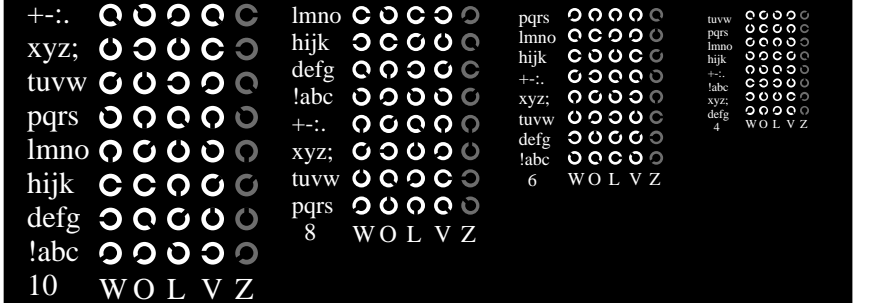 +-:.
xyz;
tuvw
pqrs
lmno
hijk
defg
!abc
10 W O L V Z
lmno
hijk
defg
!abc
+-:.
xyz;
tuvw
pqrs
8 W O L V Z
pqrs
lmno
hijk
+-:.
xyz;
tuvw
defg
!abc
6 W O L V Z
tuvw
pqrs
lmno
hijk
+-:.
!abc
xyz;
defg
4 W O L V Z